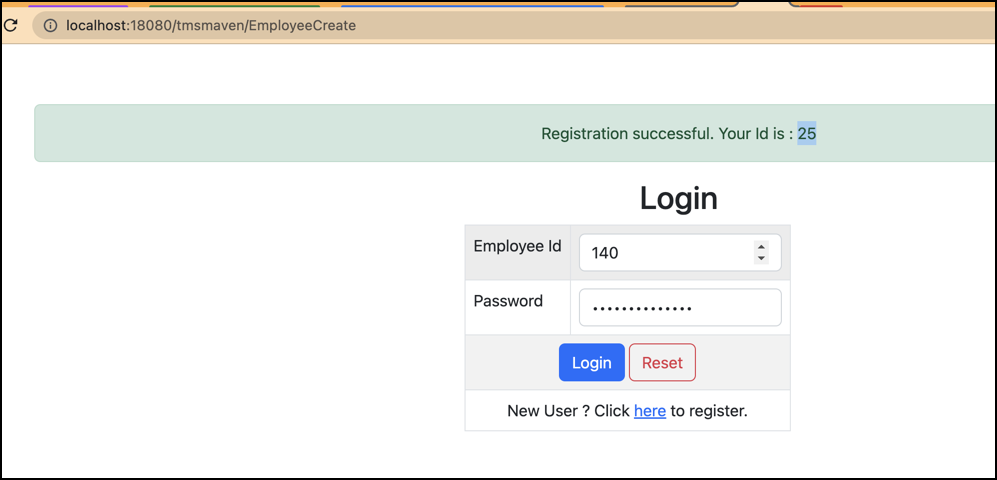 localhost:18080/tmsmaven/EmployeeCreate
Registration successful. Your Id is : 25
Login
Employee Id 140
Password ••••••••••••••
Login Reset
New User ? Click here to register.